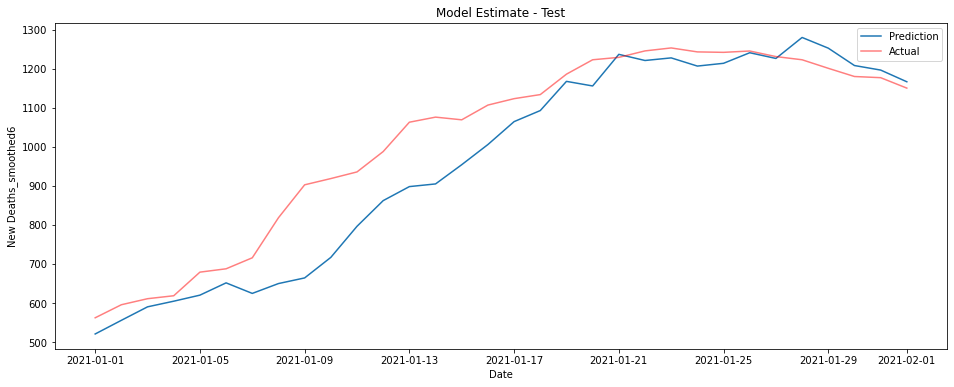 Model Estimate - Test
Prediction
Actual
New Deaths_smoothed6
1300
1200
1100
1000
900
800
700
600
500
2021-01-01 2021-01-05 2021-01-09 2021-01-13 2021-01-17 2021-01-21 2021-01-25 2021-01-29 2021-02-01
Date